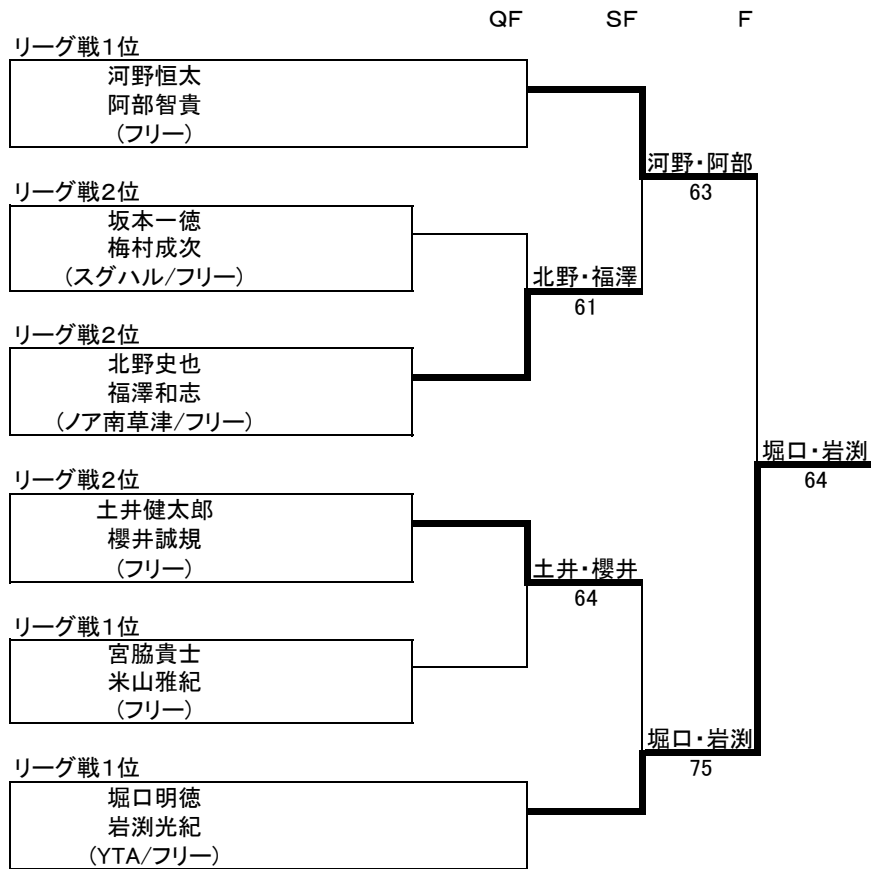 QF SF F
リーグ戦1位
河野恒太
阿部智貴
(フリー)
河野・阿部
63
リーグ戦2位
坂本一徳
梅村成次
(スグハル/フリー)
北野・福澤
61
リーグ戦2位
北野史也
福澤和志
(ノア南草津/フリー)
堀口・岩渕
64
リーグ戦2位
土井健太郎
櫻井誠規
(フリー)
土井・櫻井
64
リーグ戦1位
宮脇貴士
米山雅紀
(フリー)
堀口・岩渕
75
リーグ戦1位
堀口明徳
岩渕光紀
(YTA/フリー)